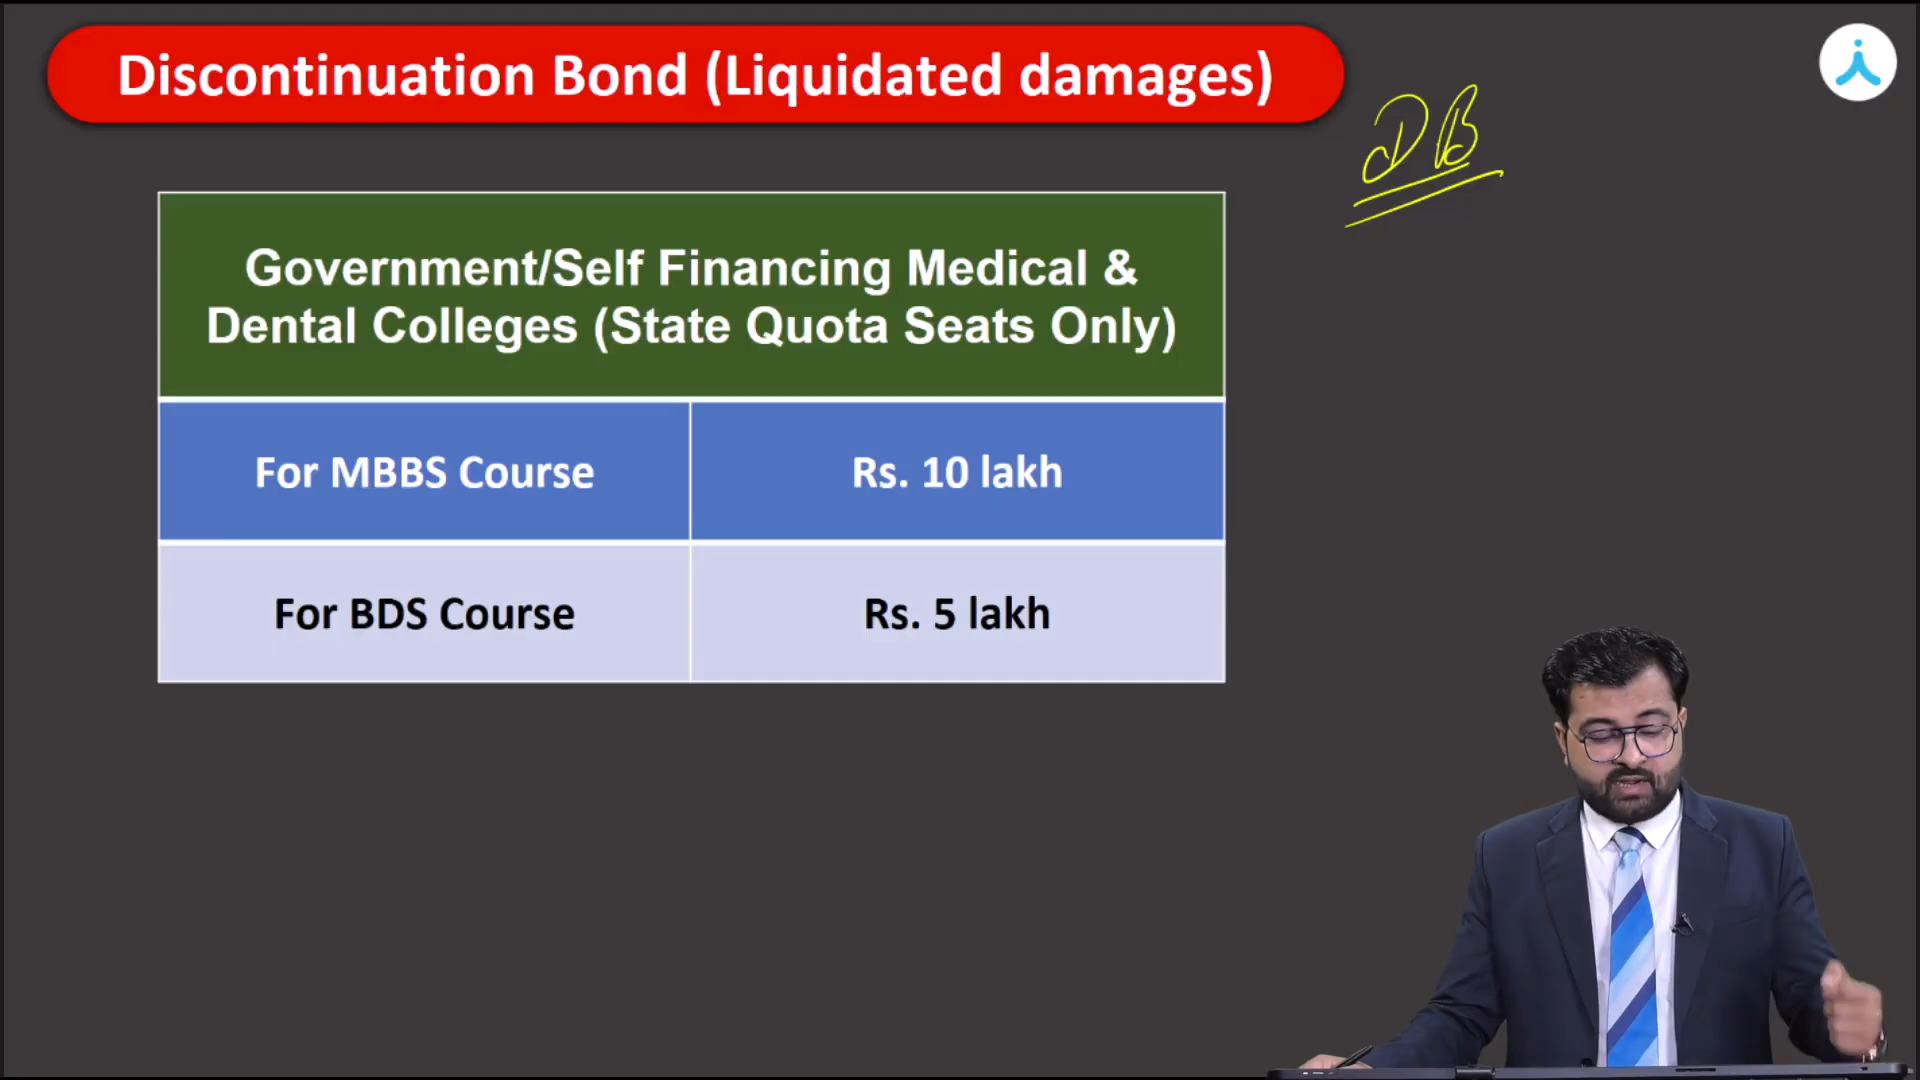 Discontinuation Bond (Liquidated damages)
DB
Government/Self Financing Medical &
Dental Colleges (State Quota Seats Only)
For MBBS Course
Rs. 10 lakh
For BDS Course
Rs. 5 lakh